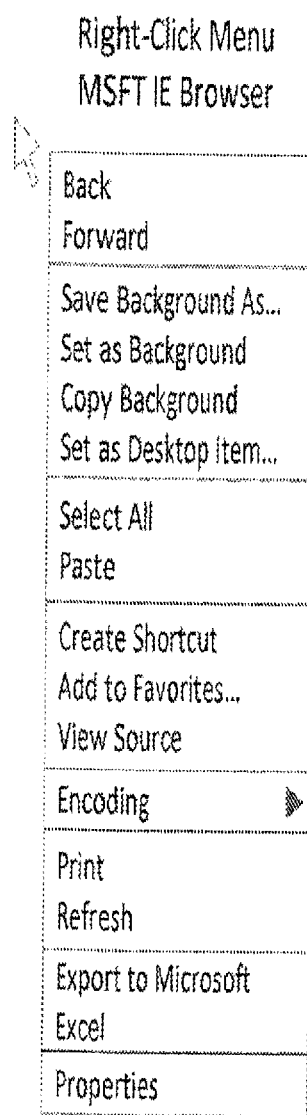 Right-Click Menu
MSFT IE Browser
Back
Forward
Save Background As...
Set as Background
Copy Background
Set as Desktop Item...
Select All
Paste
Create Shortcut
Add to Favorites...
View Source
Encoding
Print
Refresh
Export to Microsoft
Excel
Properties